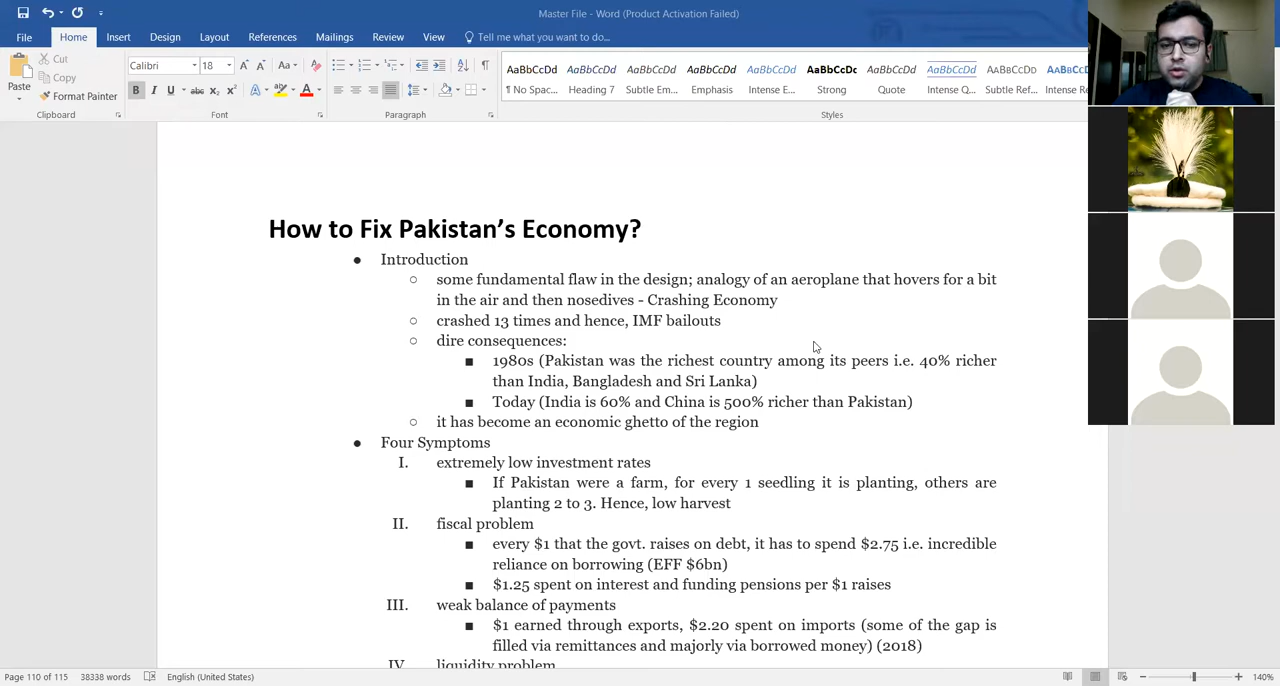 Master File - Word (Product Activation Failed)
File Home Insert Design Layout References Mailings Review View Tell me what you want to do...
Cut
Copy
Paste
Format Painter
Calibri 18
AaBbCcDd AaBbCcDd AaBbCcDd AaBbCcDd AaBbCcDd AaBbCcDc AaBbCcDd AaBbCcDd AaBbCcDd AaBbCcD
¶ No Spac... Heading 7 Subtle Em... Emphasis Intense E... Strong Quote Intense Q... Subtle Ref... Intense Re
Clipboard Font Paragraph Styles
How to Fix Pakistan's Economy?
● Introduction
○ some fundamental flaw in the design; analogy of an aeroplane that hovers for a bit
in the air and then nosedives - Crashing Economy
○ crashed 13 times and hence, IMF bailouts
○ dire consequences:
■ 1980s (Pakistan was the richest country among its peers i.e. 40% richer
than India, Bangladesh and Sri Lanka)
■ Today (India is 60% and China is 500% richer than Pakistan)
○ it has become an economic ghetto of the region
● Four Symptoms
I. extremely low investment rates
■ If Pakistan were a farm, for every 1 seedling it is planting, others are
planting 2 to 3. Hence, low harvest
II. fiscal problem
■ every $1 that the govt. raises on debt, it has to spend $2.75 i.e. incredible
reliance on borrowing (EFF $6bn)
■ $1.25 spent on interest and funding pensions per $1 raises
III. weak balance of payments
■ $1 earned through exports, $2.20 spent on imports (some of the gap is
filled via remittances and majorly via borrowed money) (2018)
IV. liquidity problem
Page 110 of 115 38338 words English (United States) 140%